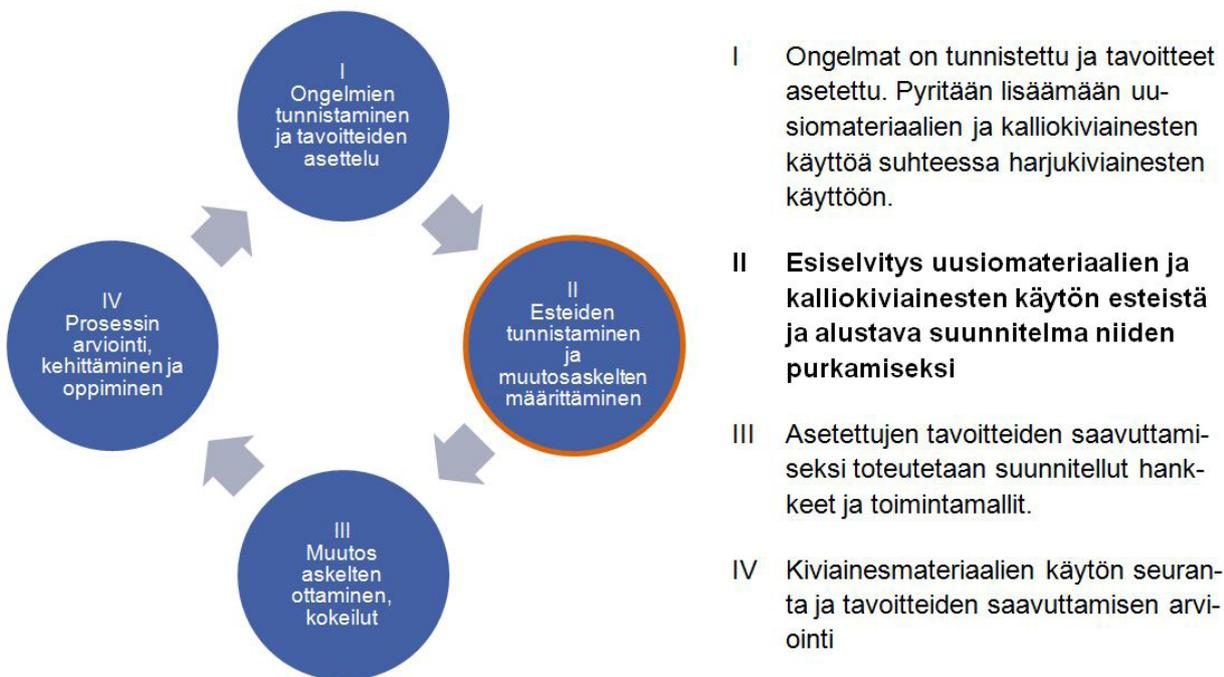 I
Ongelmien
tunnistaminen
ja tavoitteiden
asettelu
II
Esteiden
tunnistaminen
ja
muutosaskelten
määrittäminen
III
Muutos
askelten
ottaminen,
kokeilut
IV
Prosessin
arviointi,
kehittäminen ja
oppiminen
I Ongelmat on tunnistettu ja tavoitteet
asetettu. Pyritään lisäämään uu-
siomateriaalien ja kalliokiviainesten
käyttöä suhteessa harjukiviainesten
käyttöön.
II Esiselvitys uusiomateriaalien ja
kalliokiviainesten käytön esteistä
ja alustava suunnitelma niiden
purkamiseksi
III Asetettujen tavoitteiden saavuttami-
seksi toteutetaan suunnitellut hank-
keet ja toimintamallit.
IV Kiviainesmateriaalien käytön seuran-
ta ja tavoitteiden saavuttamisen arvi-
ointi